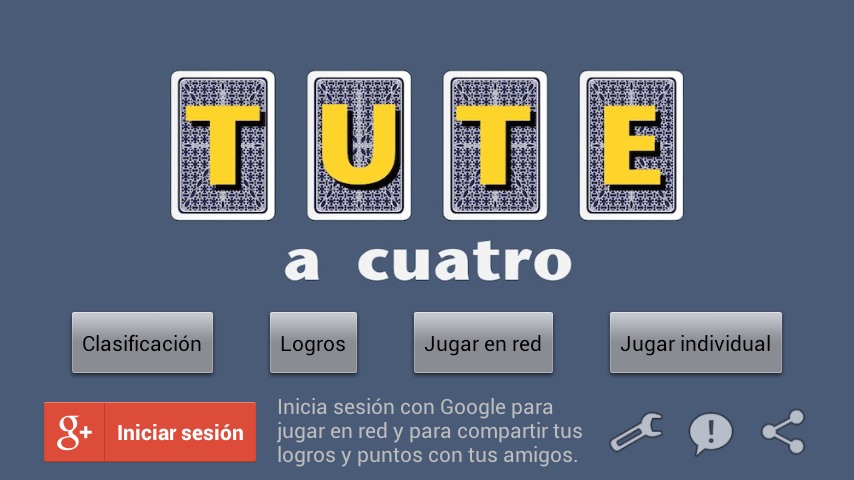 TUTE
a cuatro
Clasificación
Logros
Jugar en red
Jugar individual
g+ Iniciar sesión
Inicia sesión con Google para
jugar en red y para compartir tus
logros y puntos con tus amigos.